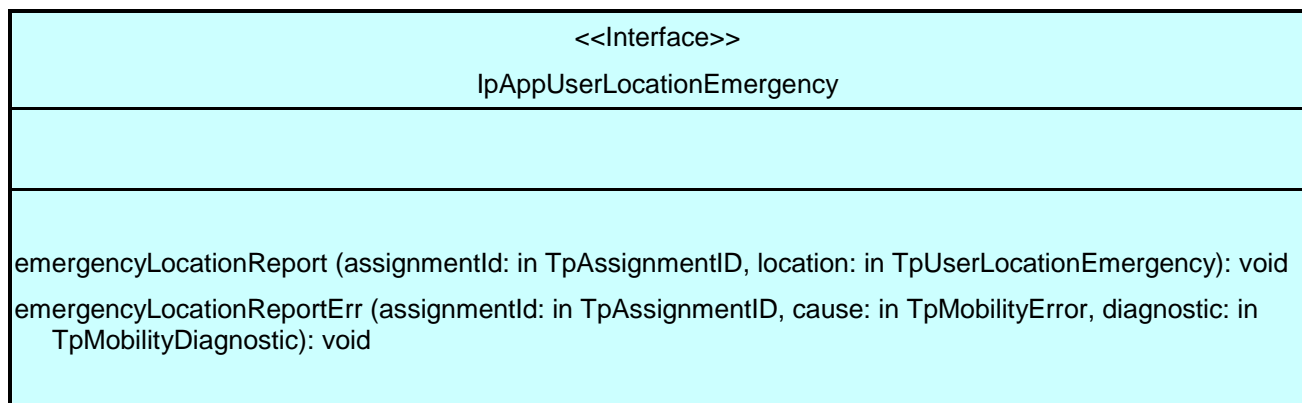 <<Interface>>
IpAppUserLocationEmergency
emergencyLocationReport (assignmentId: in TpAssignmentID, location: in TpUserLocationEmergency): void
emergencyLocationReportErr (assignmentId: in TpAssignmentID, cause: in TpMobilityError, diagnostic: in
TpMobilityDiagnostic): void